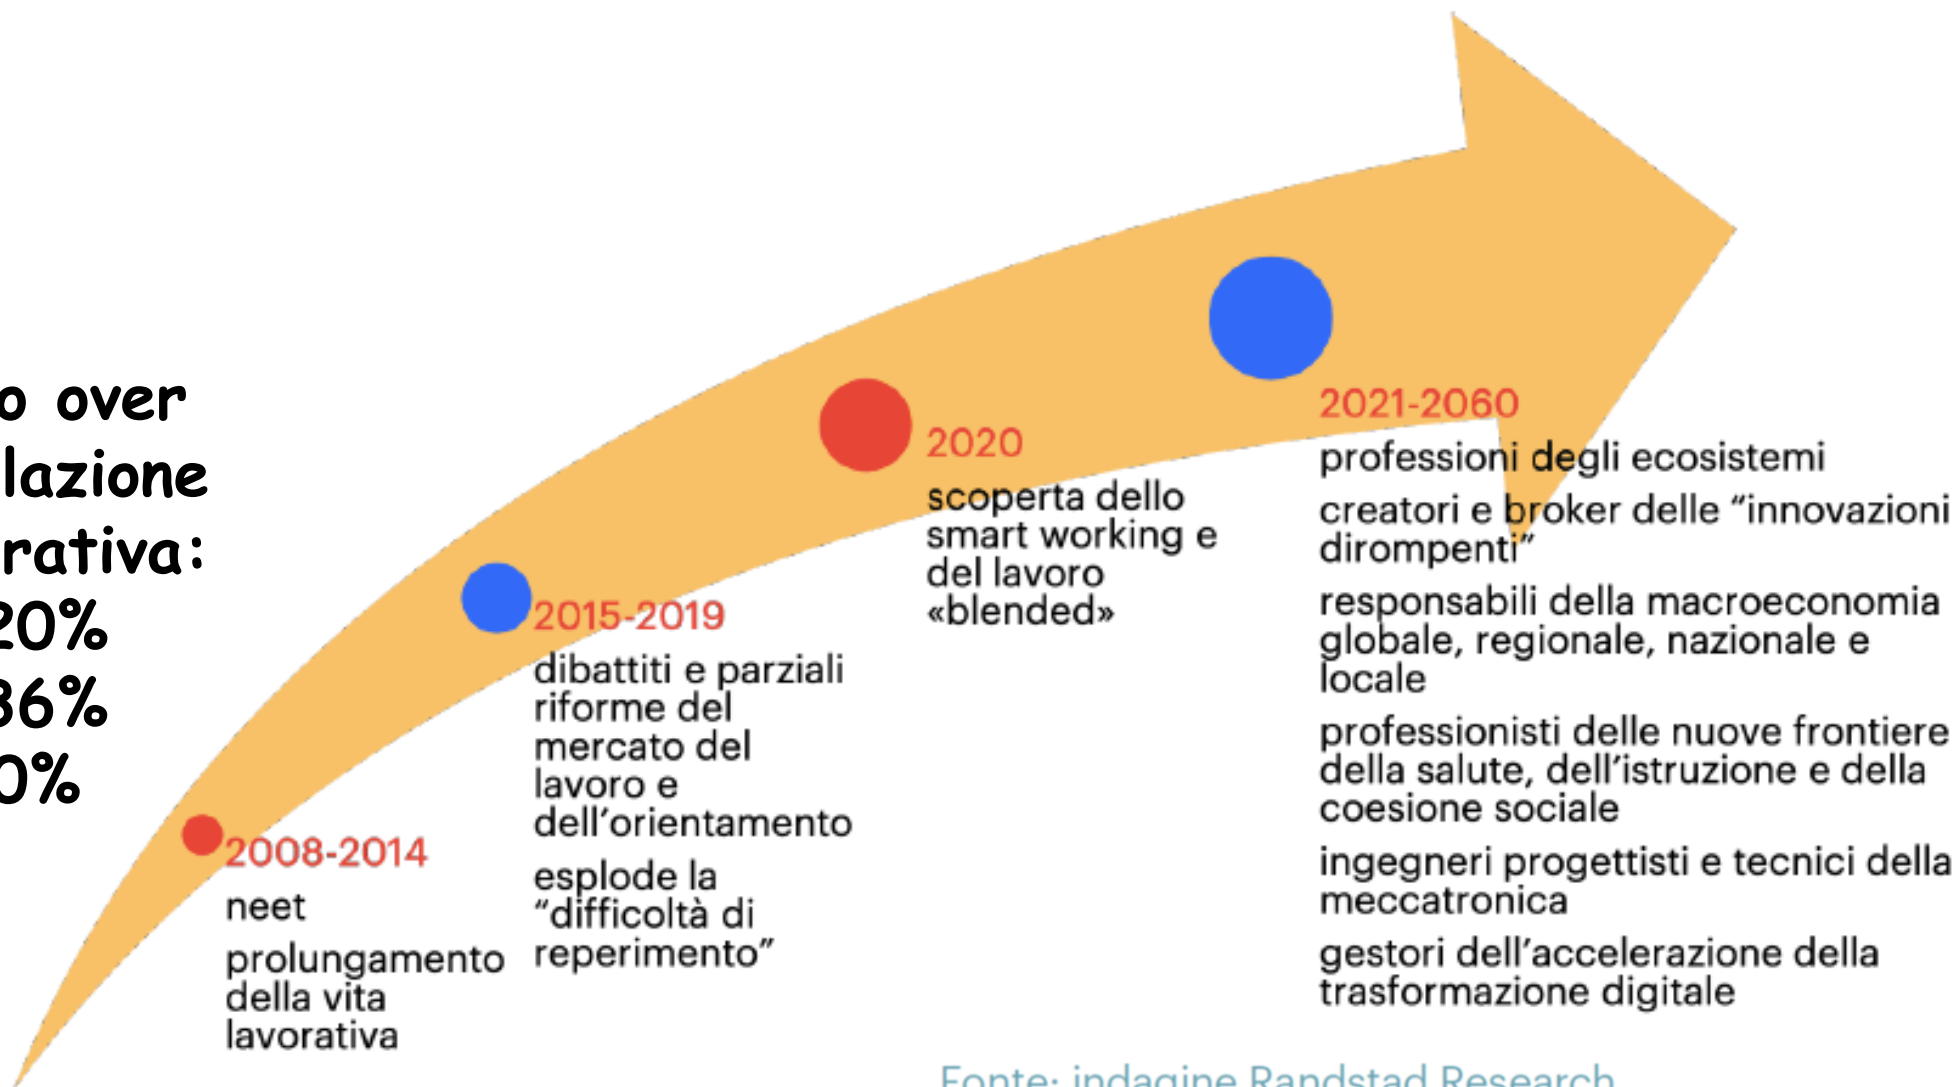 o over
lazione
rativa:
20%
36%
0%
2008-2014
neet
prolungamento
della vita
lavorativa
2015-2019
dibattiti e parziali
riforme del
mercato del
lavoro e
dell’orientamento
esplode la
“difficoltà di
reperimento”
2020
scoperta dello
smart working e
del lavoro
«blended»
2021-2060
professioni degli ecosistemi
creatori e broker delle “innovazioni
dirompenti”
responsabili della macroeconomia
globale, regionale, nazionale e
locale
professionisti delle nuove frontiere
della salute, dell’istruzione e della
coesione sociale
ingegneri progettisti e tecnici della
meccatronica
gestori dell’accelerazione della
trasformazione digitale
Fonte: indagine Randstad Research